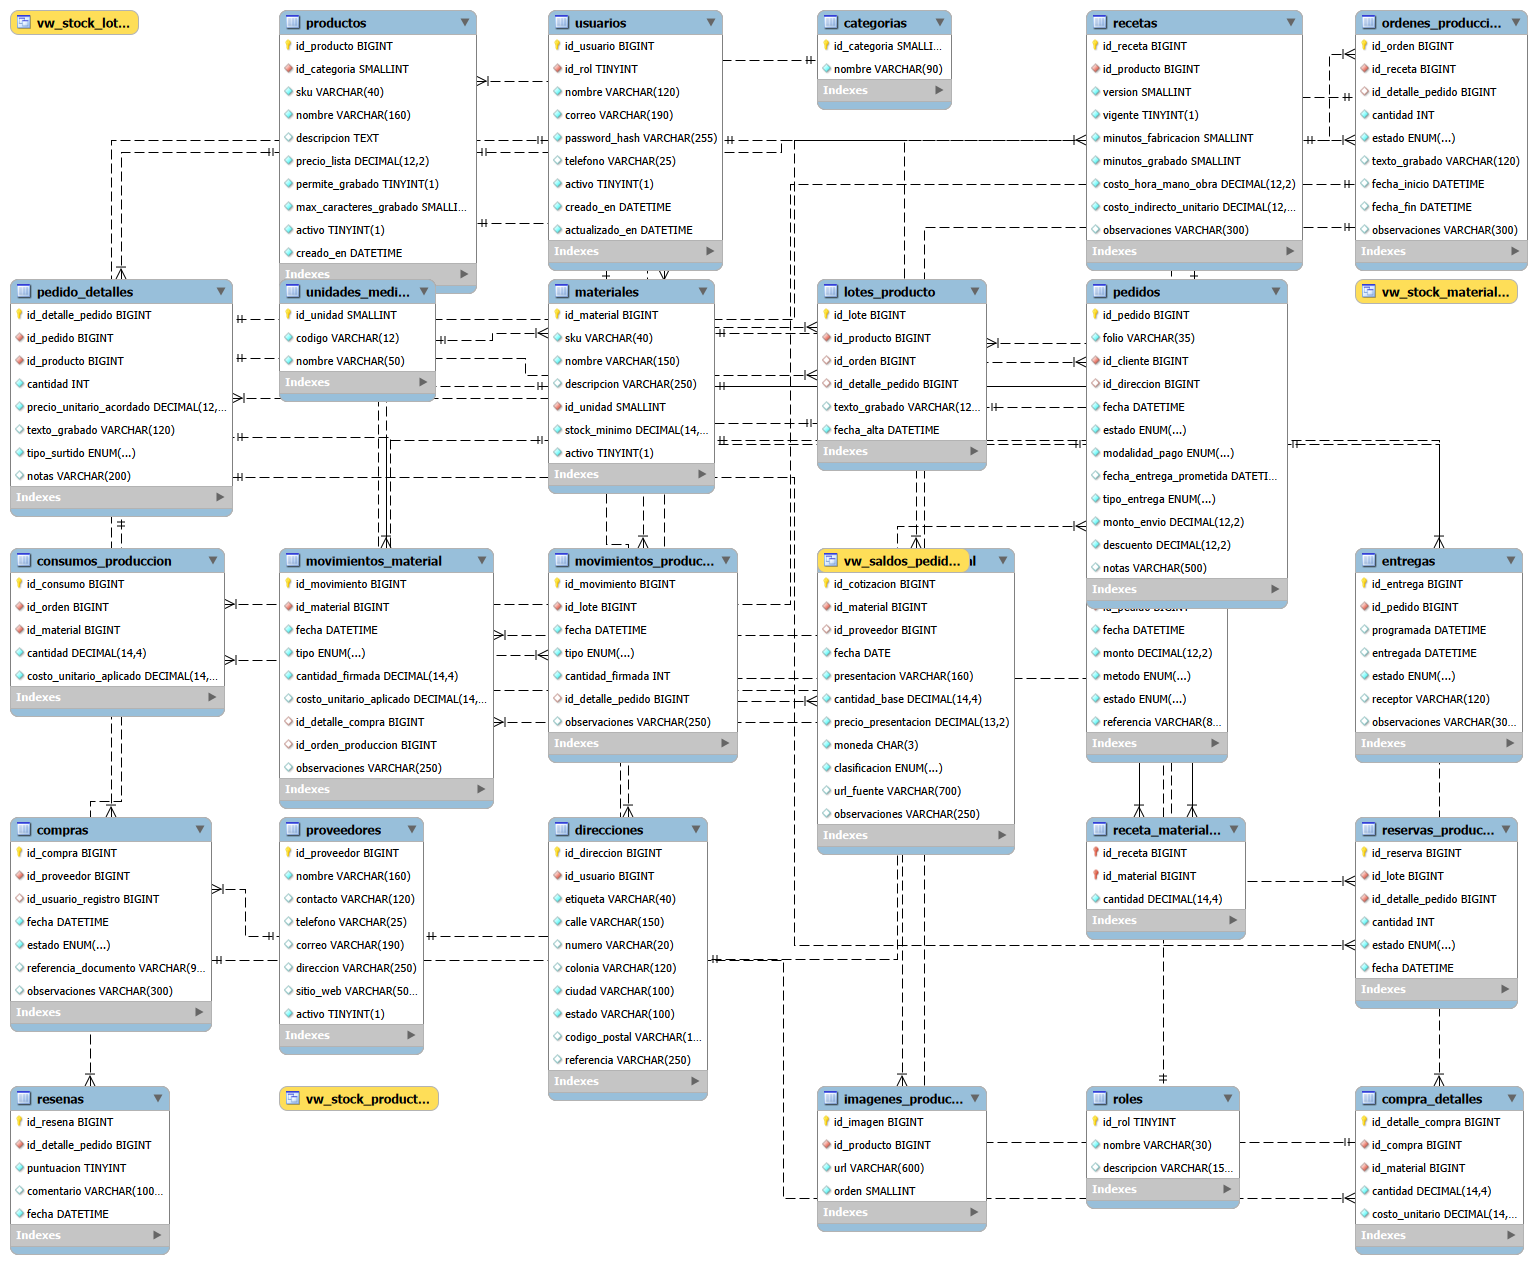 vw_stock_lot...
productos
id_producto BIGINT
id_categoria SMALLINT
sku VARCHAR(40)
nombre VARCHAR(160)
descripcion TEXT
precio_lista DECIMAL(12,2)
permite_grabado TINYINT(1)
max_caracteres_grabado SMALLI...
activo TINYINT(1)
creado_en DATETIME
Indexes
usuarios
id_usuario BIGINT
id_rol TINYINT
nombre VARCHAR(120)
correo VARCHAR(190)
password_hash VARCHAR(255)
telefono VARCHAR(25)
activo TINYINT(1)
creado_en DATETIME
actualizado_en DATETIME
Indexes
categorias
id_categoria SMALLI...
nombre VARCHAR(90)
Indexes
recetas
id_receta BIGINT
id_producto BIGINT
version SMALLINT
vigente TINYINT(1)
minutos_fabricacion SMALLINT
minutos_grabado SMALLINT
costo_hora_mano_obra DECIMAL(12,2)
costo_indirecto_unitario DECIMAL(12,...
observaciones VARCHAR(300)
Indexes
ordenes_producci...
id_orden BIGINT
id_receta BIGINT
id_detalle_pedido BIGINT
cantidad INT
estado ENUM(...)
texto_grabado VARCHAR(120)
fecha_inicio DATETIME
fecha_fin DATETIME
observaciones VARCHAR(300)
Indexes
pedido_detalles
id_detalle_pedido BIGINT
id_pedido BIGINT
id_producto BIGINT
cantidad INT
precio_unitario_acordado DECIMAL(12,...
texto_grabado VARCHAR(120)
tipo_surtido ENUM(...)
notas VARCHAR(200)
Indexes
unidades_medi...
id_unidad SMALLINT
codigo VARCHAR(12)
nombre VARCHAR(50)
Indexes
materiales
id_material BIGINT
sku VARCHAR(40)
nombre VARCHAR(150)
descripcion VARCHAR(250)
id_unidad SMALLINT
stock_minimo DECIMAL(14,...
activo TINYINT(1)
Indexes
lotes_producto
id_lote BIGINT
id_producto BIGINT
id_orden BIGINT
id_detalle_pedido BIGINT
texto_grabado VARCHAR(12...
fecha_alta DATETIME
Indexes
pedidos
id_pedido BIGINT
folio VARCHAR(35)
id_cliente BIGINT
id_direccion BIGINT
fecha DATETIME
estado ENUM(...)
modalidad_pago ENUM(...)
fecha_entrega_prometida DATETI...
tipo_entrega ENUM(...)
monto_envio DECIMAL(12,2)
descuento DECIMAL(12,2)
notas VARCHAR(500)
Indexes
vw_stock_material...
consumos_produccion
id_consumo BIGINT
id_orden BIGINT
id_material BIGINT
cantidad DECIMAL(14,4)
costo_unitario_aplicado DECIMAL(14,...
Indexes
movimientos_material
id_movimiento BIGINT
id_material BIGINT
fecha DATETIME
tipo ENUM(...)
cantidad_firmada DECIMAL(14,4)
costo_unitario_aplicado DECIMAL(14,...
id_detalle_compra BIGINT
id_orden_produccion BIGINT
observaciones VARCHAR(250)
Indexes
movimientos_produc...
id_movimiento BIGINT
id_lote BIGINT
fecha DATETIME
tipo ENUM(...)
cantidad_firmada INT
id_detalle_pedido BIGINT
observaciones VARCHAR(250)
Indexes
vw_saldos_pedid...
id_cotizacion BIGINT
id_material BIGINT
id_proveedor BIGINT
fecha DATE
presentacion VARCHAR(160)
cantidad_base DECIMAL(14,4)
precio_presentacion DECIMAL(13,2)
moneda CHAR(3)
clasificacion ENUM(...)
url_fuente VARCHAR(700)
observaciones VARCHAR(250)
Indexes
id_pedido BIGINT
fecha DATETIME
monto DECIMAL(12,2)
metodo ENUM(...)
estado ENUM(...)
referencia VARCHAR(8...
Indexes
entregas
id_entrega BIGINT
id_pedido BIGINT
programada DATETIME
entregada DATETIME
estado ENUM(...)
receptor VARCHAR(120)
observaciones VARCHAR(30...
Indexes
compras
id_compra BIGINT
id_proveedor BIGINT
id_usuario_registro BIGINT
fecha DATETIME
estado ENUM(...)
referencia_documento VARCHAR(9...
observaciones VARCHAR(300)
Indexes
proveedores
id_proveedor BIGINT
nombre VARCHAR(160)
contacto VARCHAR(120)
telefono VARCHAR(25)
correo VARCHAR(190)
direccion VARCHAR(250)
sitio_web VARCHAR(50...
activo TINYINT(1)
Indexes
direcciones
id_direccion BIGINT
id_usuario BIGINT
etiqueta VARCHAR(40)
calle VARCHAR(150)
numero VARCHAR(20)
colonia VARCHAR(120)
ciudad VARCHAR(100)
estado VARCHAR(100)
codigo_postal VARCHAR(1...
referencia VARCHAR(250)
Indexes
receta_material...
id_receta BIGINT
id_material BIGINT
cantidad DECIMAL(14,4)
Indexes
reservas_produc...
id_reserva BIGINT
id_lote BIGINT
id_detalle_pedido BIGINT
cantidad INT
estado ENUM(...)
fecha DATETIME
Indexes
resenas
id_resena BIGINT
id_detalle_pedido BIGINT
puntuacion TINYINT
comentario VARCHAR(100...
fecha DATETIME
Indexes
vw_stock_product...
imagenes_produc...
id_imagen BIGINT
id_producto BIGINT
url VARCHAR(600)
orden SMALLINT
Indexes
roles
id_rol TINYINT
nombre VARCHAR(30)
descripcion VARCHAR(15...
Indexes
compra_detalles
id_detalle_compra BIGINT
id_compra BIGINT
id_material BIGINT
cantidad DECIMAL(14,4)
costo_unitario DECIMAL(14,...
Indexes